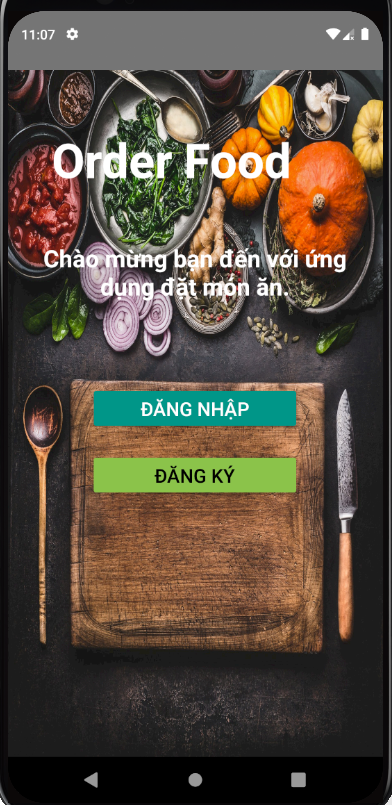 11:07
Order Food
Chào mừng bạn đến với ứng
dụng đặt món ăn.
ĐĂNG NHẬP
ĐĂNG KÝ